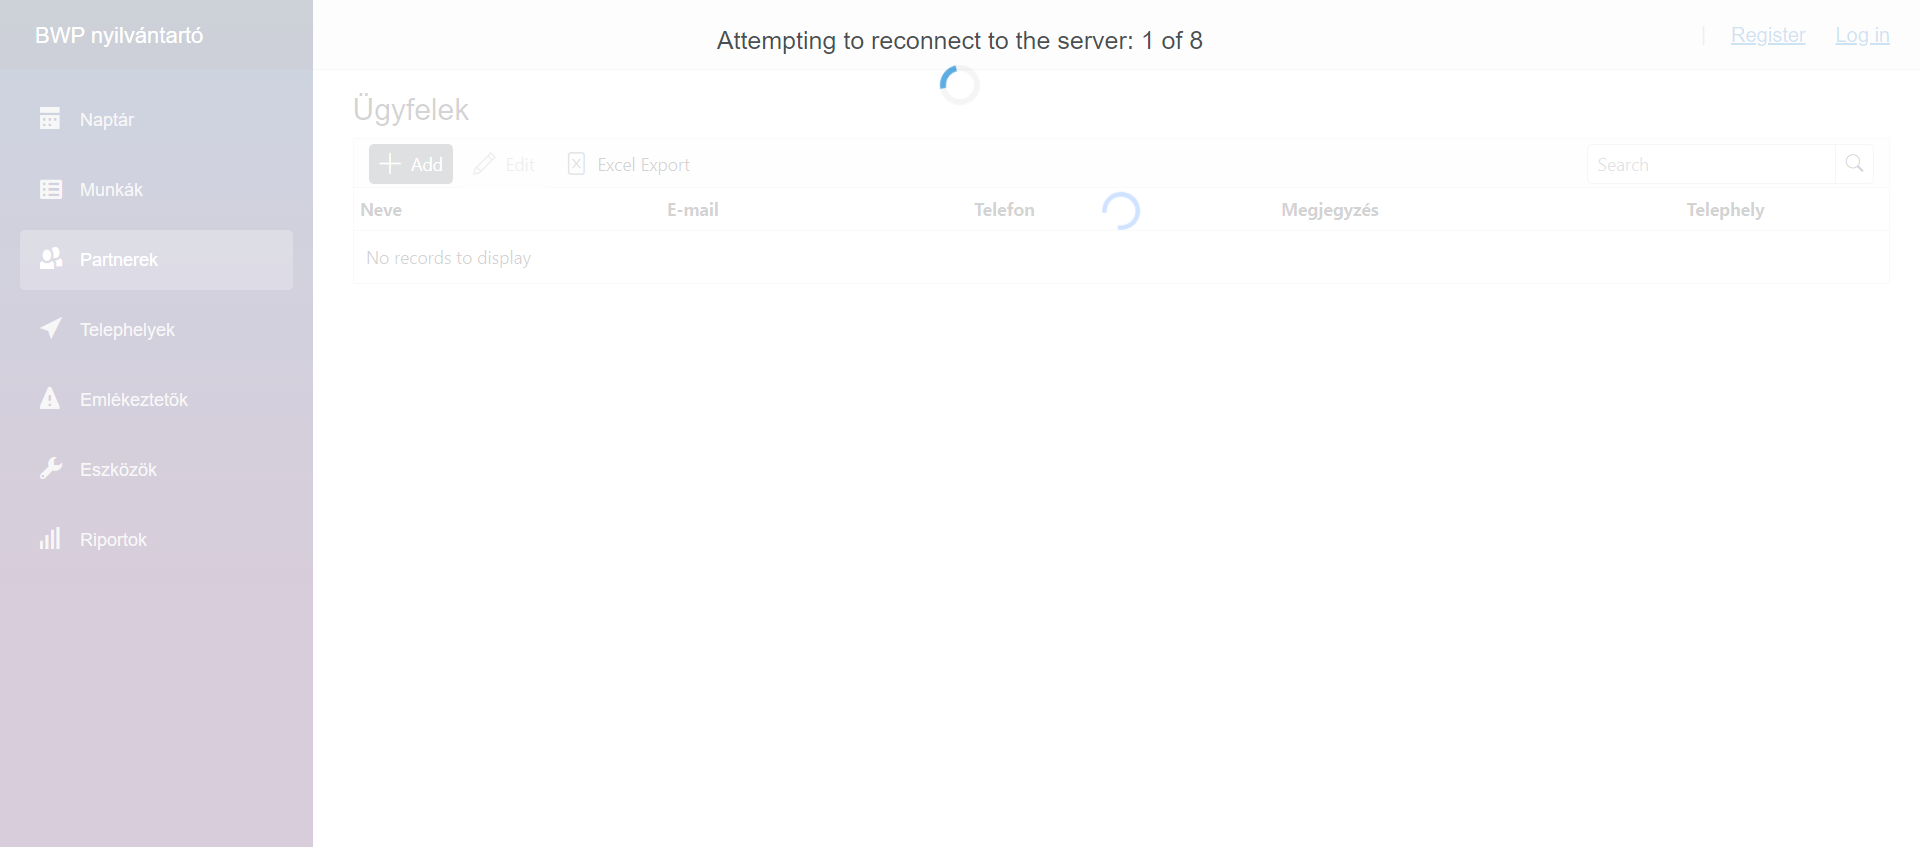 BWP nyilvántartó
Attempting to reconnect to the server: 1 of 8
| Register Log in
Naptár
Munkák
Partnerek
Telephelyek
Emlékeztetők
Eszközök
Riportok
Ügyfelek
Add Edit Excel Export Search
Neve E-mail Telefon Megjegyzés Telephely
No records to display